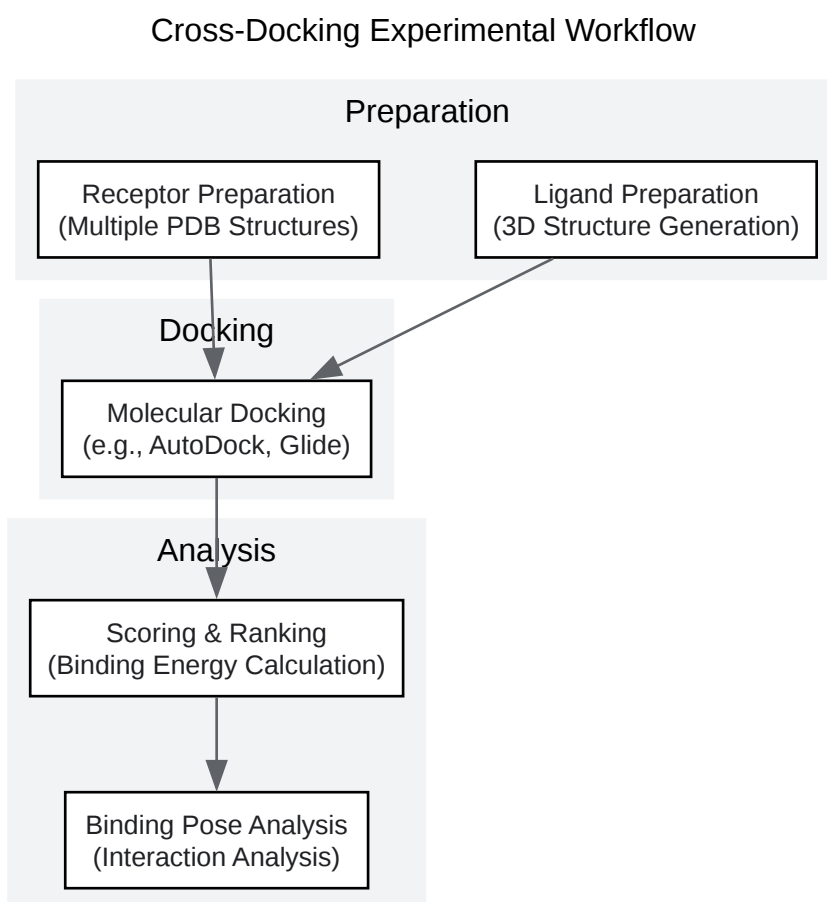 Cross-Docking Experimental Workflow
Preparation
Receptor Preparation
(Multiple PDB Structures)
Ligand Preparation
(3D Structure Generation)
Docking
Molecular Docking
(e.g., AutoDock, Glide)
Analysis
Scoring & Ranking
(Binding Energy Calculation)
Binding Pose Analysis
(Interaction Analysis)